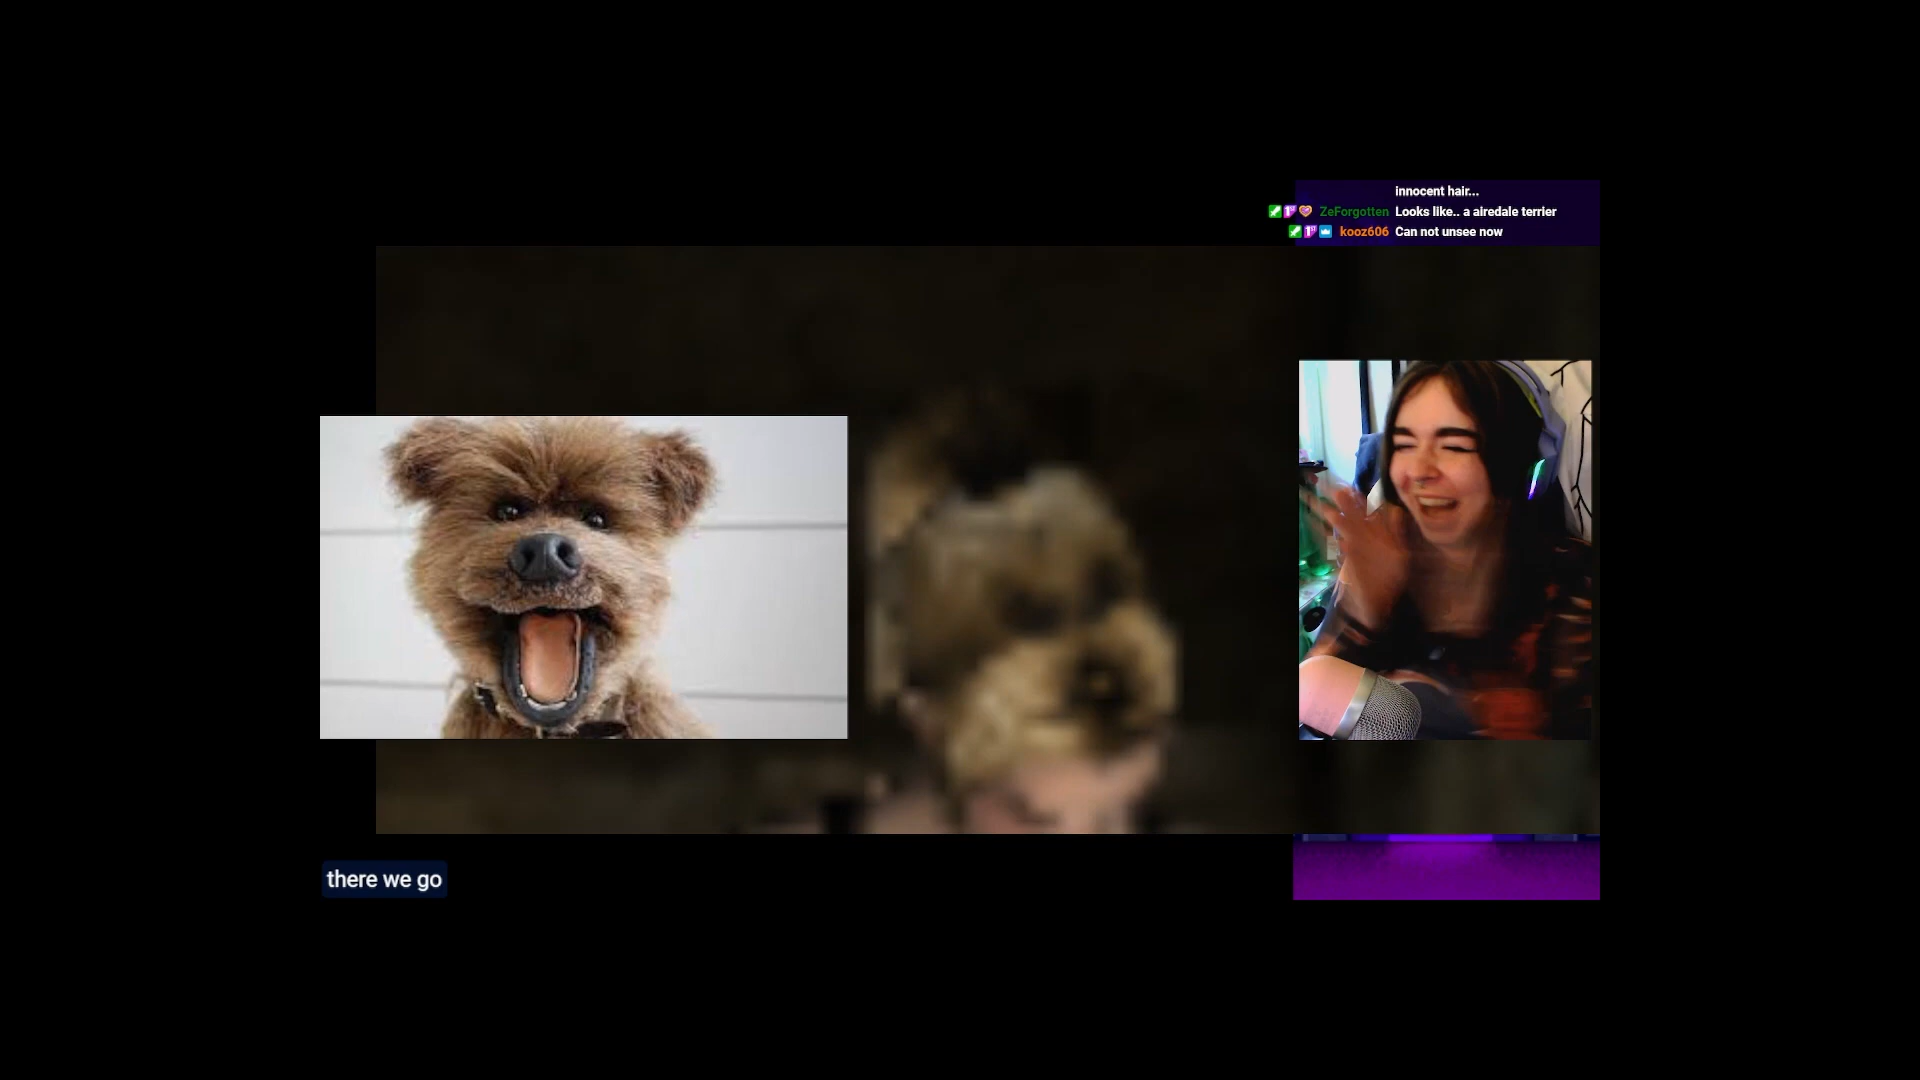 innocent hair...
ZeForgotten Looks like.. a airedale terrier
kooz606 Can not unsee now
there we go